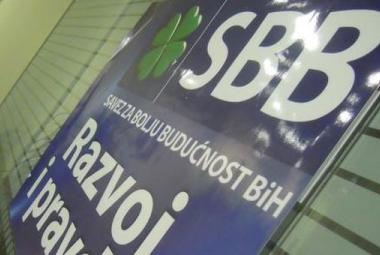 SBB
SAVEZ ZA BOLJU BUDUĆNOST BiH
Razvoj